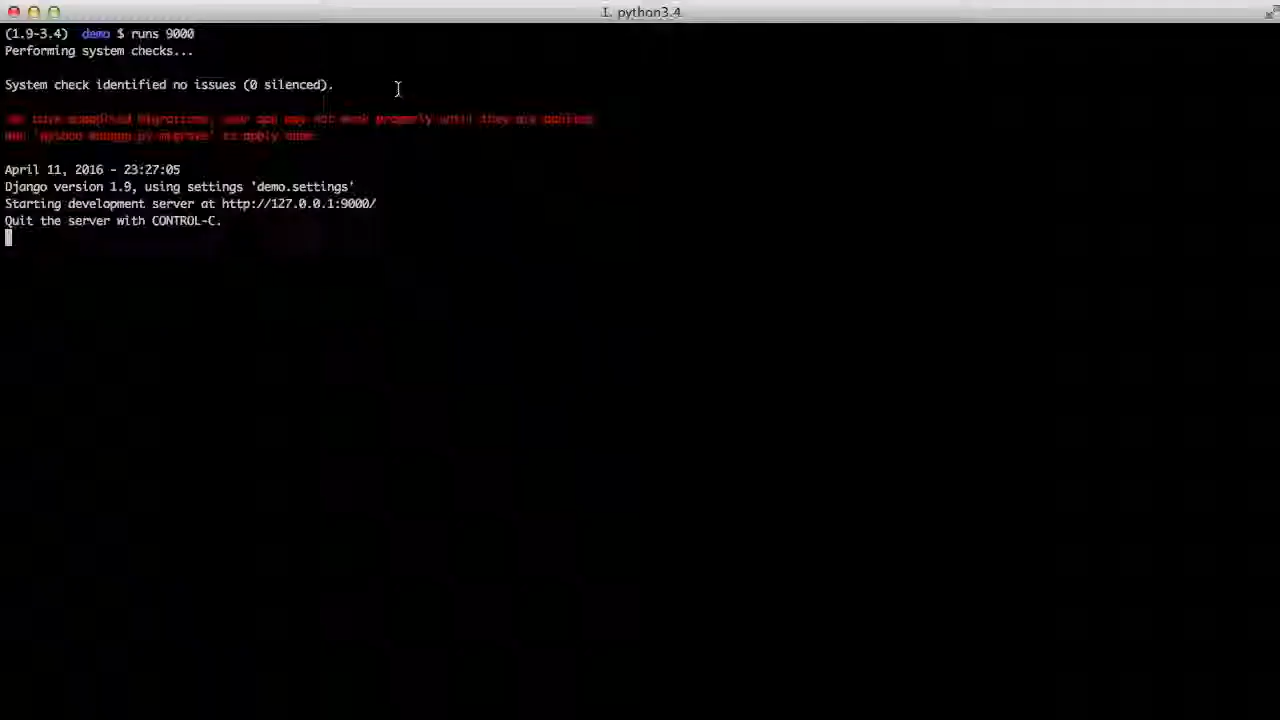 1. python3.4
(1.9-3.4) demo $ runs 9000
Performing system checks...
System check identified no issues (0 silenced).
You have unapplied migrations; your app may not work properly until they are applied.
Run 'python manage.py migrate' to apply them.
April 11, 2016 - 23:27:05
Django version 1.9, using settings 'demo.settings'
Starting development server at http://127.0.0.1:9000/
Quit the server with CONTROL-C.